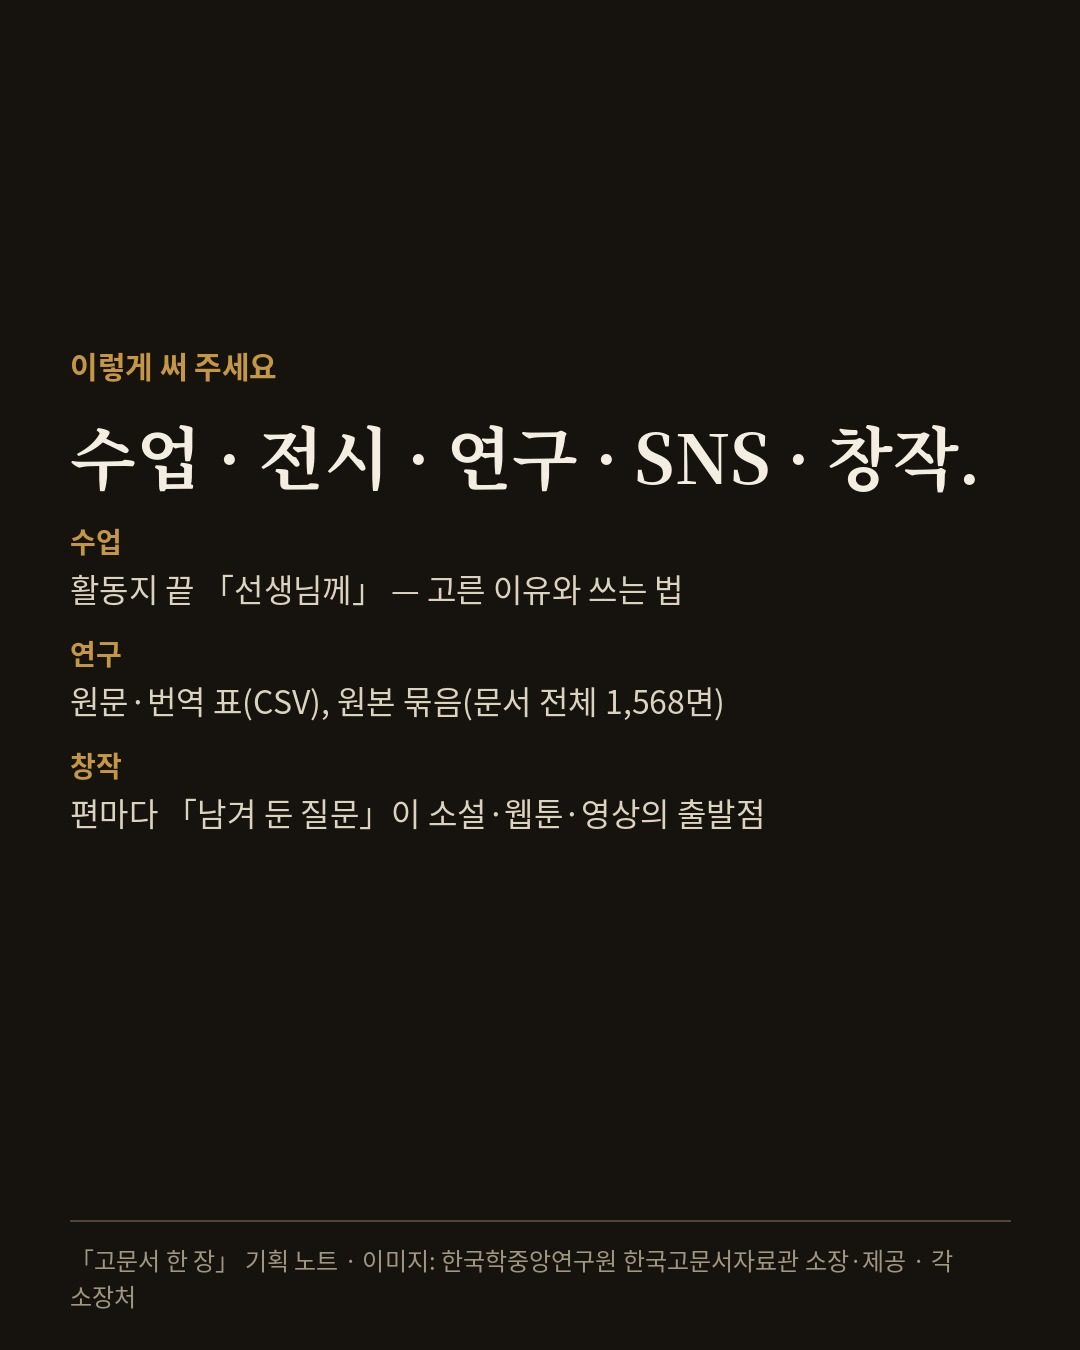 이렇게 써 주세요
수업 · 전시 · 연구 · SNS · 창작.
수업
활동지 끝 「선생님께」 — 고른 이유와 쓰는 법
연구
원문·번역 표(CSV), 원본 묶음(문서 전체 1,568면)
창작
편마다 「남겨 둔 질문」이 소설·웹툰·영상의 출발점
「고문서 한 장」 기획 노트 · 이미지: 한국학중앙연구원 한국고문서자료관 소장·제공 · 각
소장처